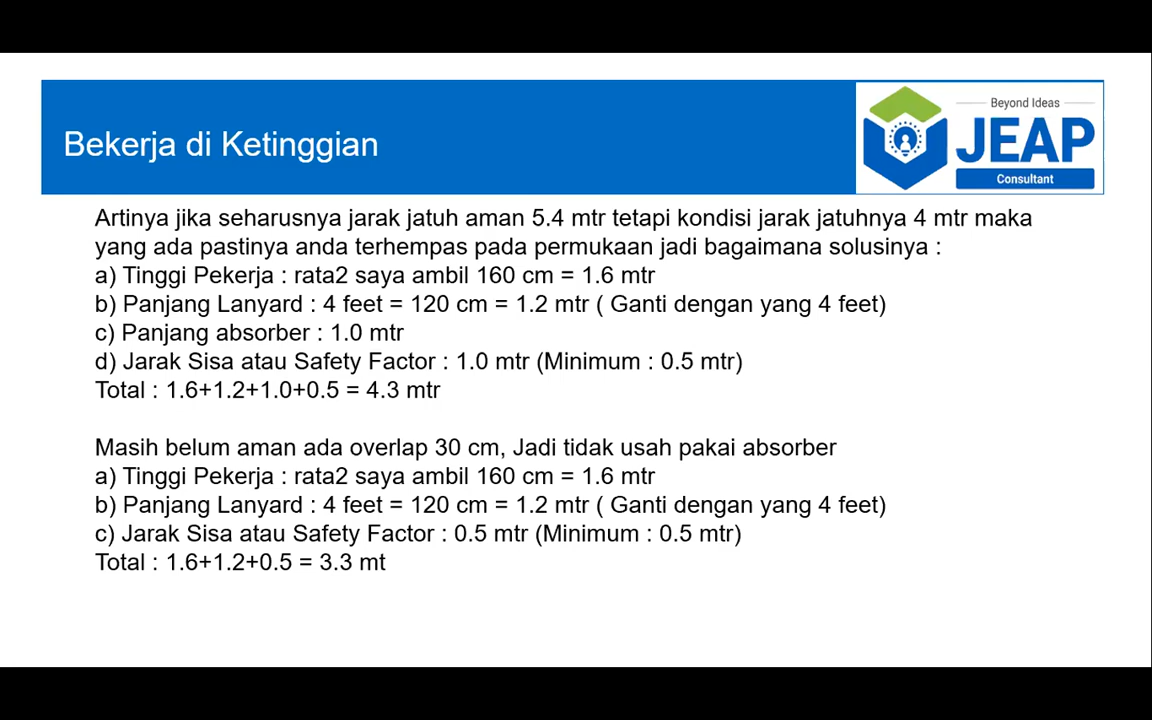 Bekerja di Ketinggian
Beyond Ideas
JEAP
Consultant
Artinya jika seharusnya jarak jatuh aman 5.4 mtr tetapi kondisi jarak jatuhnya 4 mtr maka
yang ada pastinya anda terhempas pada permukaan jadi bagaimana solusinya :
a) Tinggi Pekerja : rata2 saya ambil 160 cm = 1.6 mtr
b) Panjang Lanyard : 4 feet = 120 cm = 1.2 mtr ( Ganti dengan yang 4 feet)
c) Panjang absorber : 1.0 mtr
d) Jarak Sisa atau Safety Factor : 1.0 mtr (Minimum : 0.5 mtr)
Total : 1.6+1.2+1.0+0.5 = 4.3 mtr
Masih belum aman ada overlap 30 cm, Jadi tidak usah pakai absorber
a) Tinggi Pekerja : rata2 saya ambil 160 cm = 1.6 mtr
b) Panjang Lanyard : 4 feet = 120 cm = 1.2 mtr ( Ganti dengan yang 4 feet)
c) Jarak Sisa atau Safety Factor : 0.5 mtr (Minimum : 0.5 mtr)
Total : 1.6+1.2+0.5 = 3.3 mt